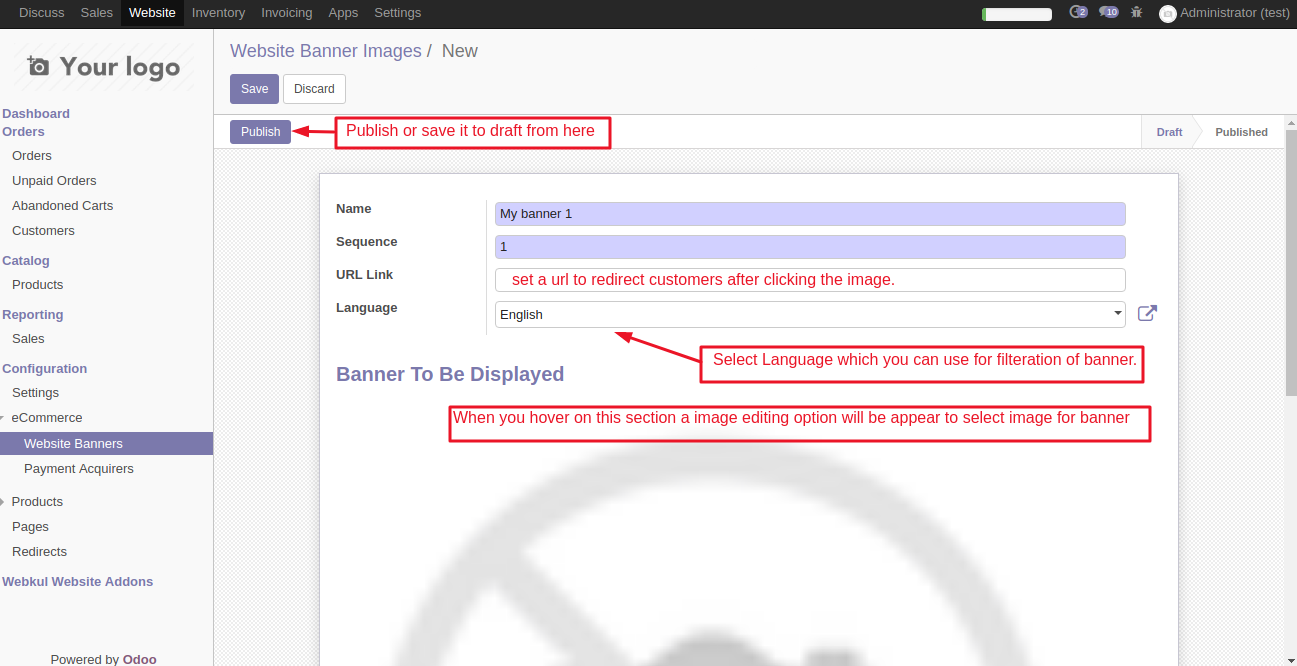 Discuss Sales Website Inventory Invoicing Apps Settings 2 10 Administrator (test)
Your logo
Website Banner Images / New
Save Discard
Dashboard
Orders
Orders
Unpaid Orders
Abandoned Carts
Customers
Catalog
Products
Reporting
Sales
Configuration
Settings
eCommerce
Website Banners
Payment Acquirers
Products
Pages
Redirects
Webkul Website Addons
Powered by Odoo
Publish Publish or save it to draft from here Draft Published
Name My banner 1
Sequence 1
URL Link set a url to redirect customers after clicking the image.
Language English
Select Language which you can use for filteration of banner.
Banner To Be Displayed
When you hover on this section a image editing option will be appear to select image for banner